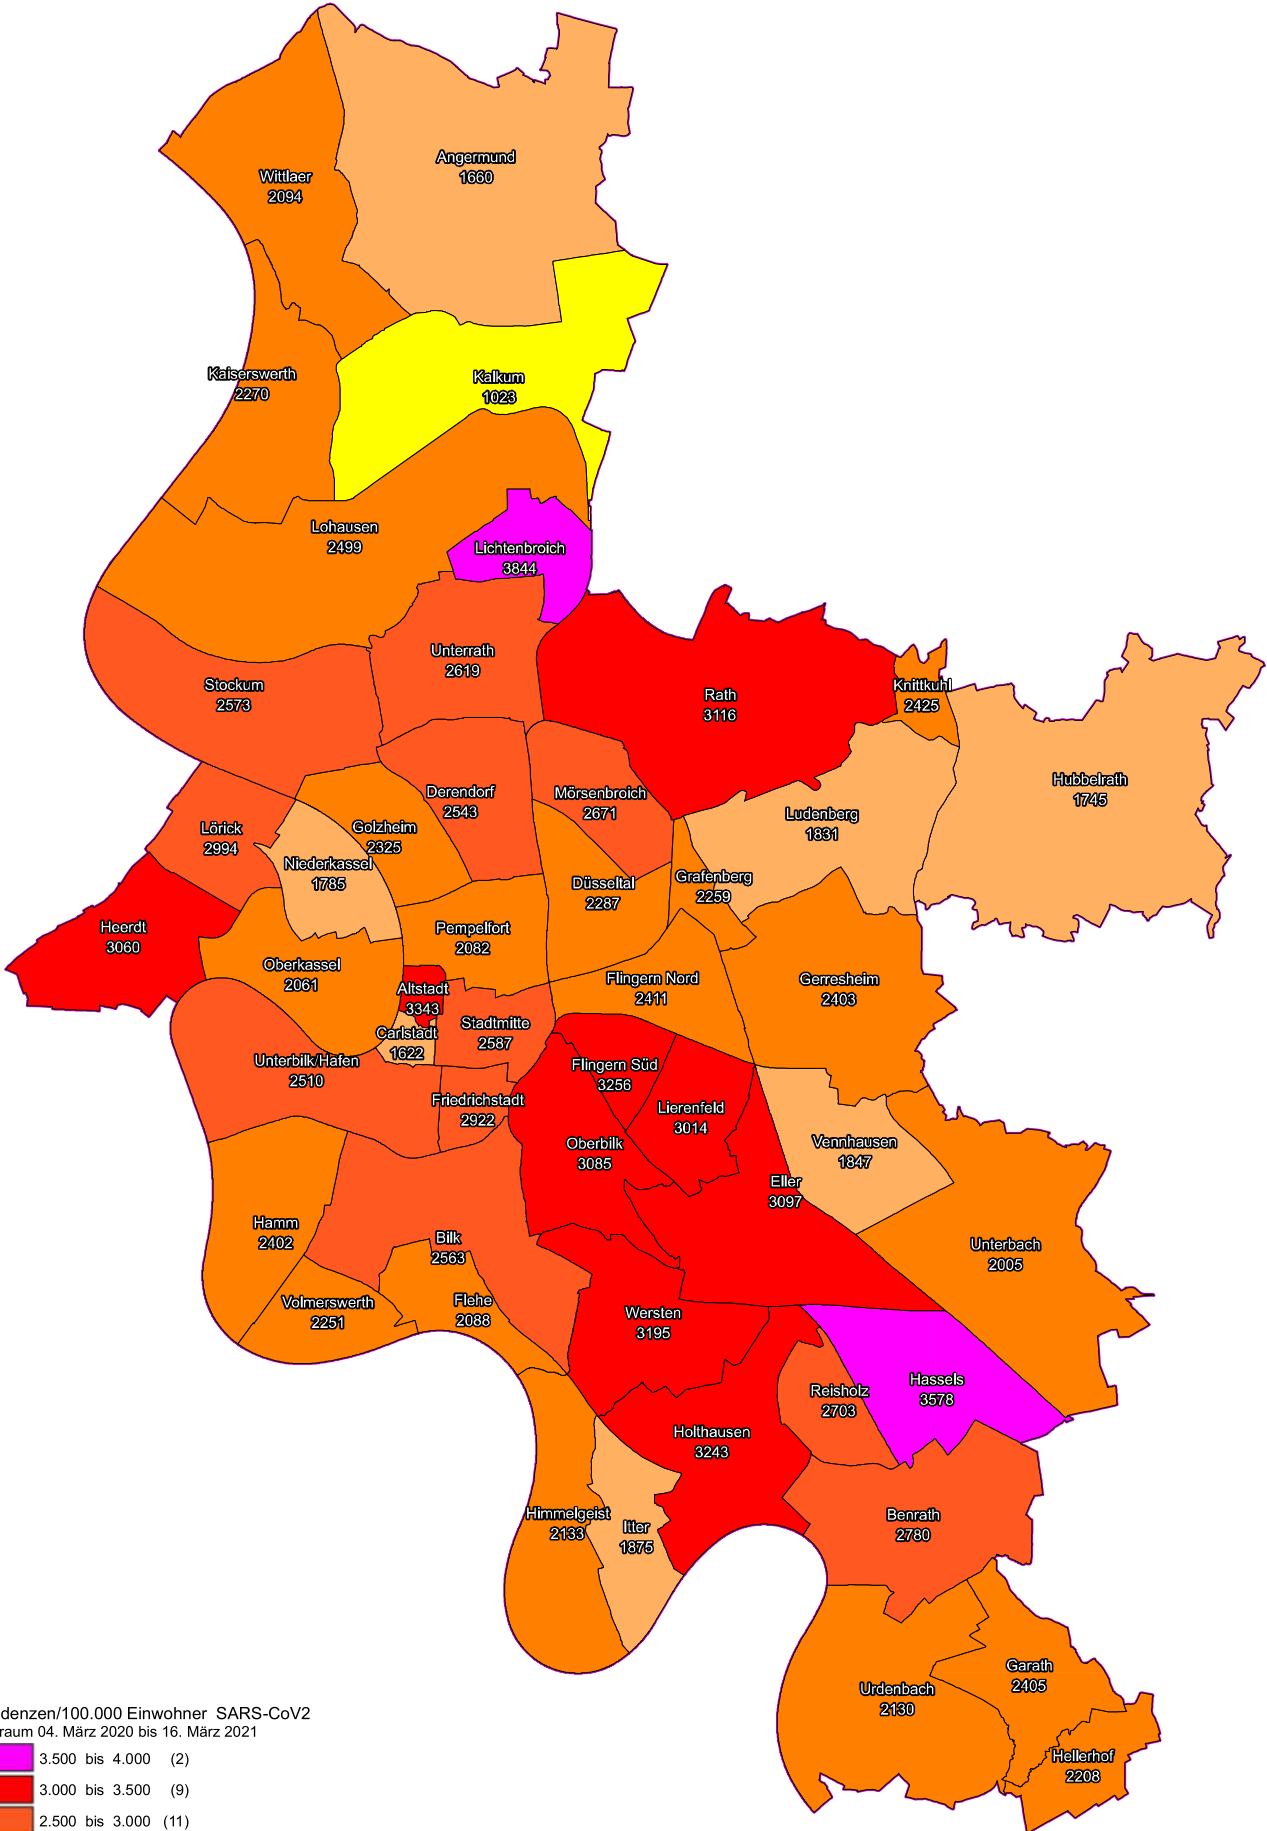 Angermund
1660
Wittlaer
2094
Kaiserswerth
2270
Kalkum
1023
Lohausen
2499
Lichtenbroich
3844
Unterrath
2619
Stockum
2573
Rath
3116
Knittkuhl
2425
Hubbelrath
1745
Derendorf
2543
Mörsenbroich
2671
Ludenberg
1831
Lörick
2994
Golzheim
2325
Niederkassel
1785
Düsseltal
2287
Grafenberg
2259
Heerdt
3060
Pempelfort
2082
Oberkassel
2061
Flingern Nord
2411
Gerresheim
2403
Altstadt
3343
Stadtmitte
2587
Carlstadt
1622
Unterbilk/Hafen
2510
Flingern Süd
3256
Friedrichstadt
2922
Lierenfeld
3014
Oberbilk
3085
Vennhausen
1847
Eller
3097
Hamm
2402
Bilk
2563
Unterbach
2005
Volmerswerth
2251
Flehe
2088
Wersten
3195
Reisholz
2703
Hassels
3578
Holthausen
3243
Himmelgeist
2133
Itter
1875
Benrath
2780
Garath
2405
Urdenbach
2130
Hellerhof
2208
denzen/100.000 Einwohner SARS-CoV2
raum 04. März 2020 bis 16. März 2021
3.500 bis 4.000 (2)
3.000 bis 3.500 (9)
2.500 bis 3.000 (11)